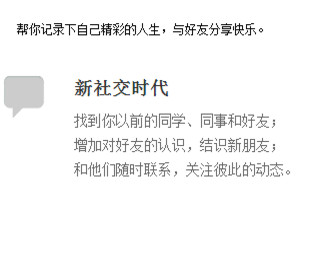 帮你记录下自己精彩的人生，与好友分享快乐。
新社交时代
找到你以前的同学、同事和好友；
增加对好友的认识，结识新朋友；
和他们随时联系，关注彼此的动态。